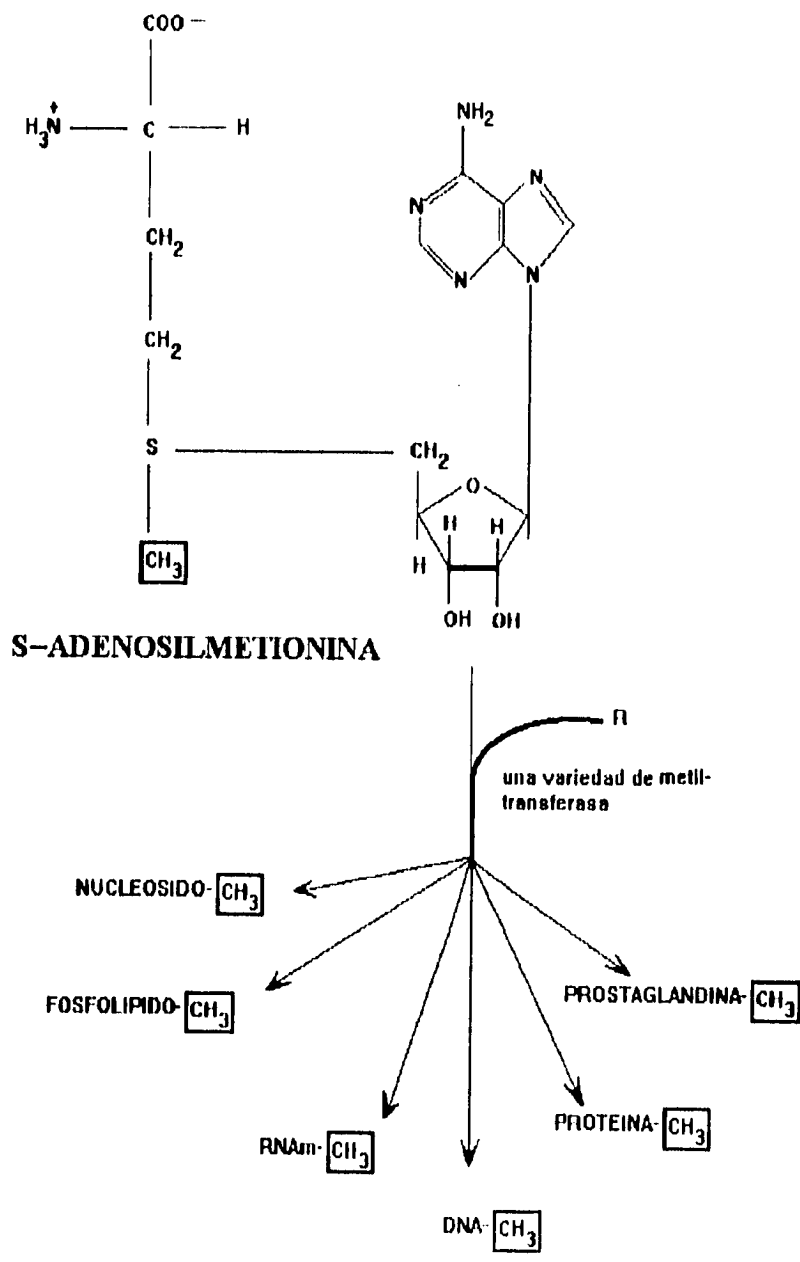 COO⁻
H₃N⁺ C H
NH₂
N N
CH₂
N N
CH₂
S CH₂
O
H H
CH₃ H
OH OH
S-ADENOSILMETIONINA
R
una variedad de metil-
transferasa
NUCLEOSIDO-CH₃
FOSFOLIPIDO-CH₃
PROSTAGLANDINA-CH₃
PROTEINA-CH₃
RNAm-CH₃
DNA-CH₃